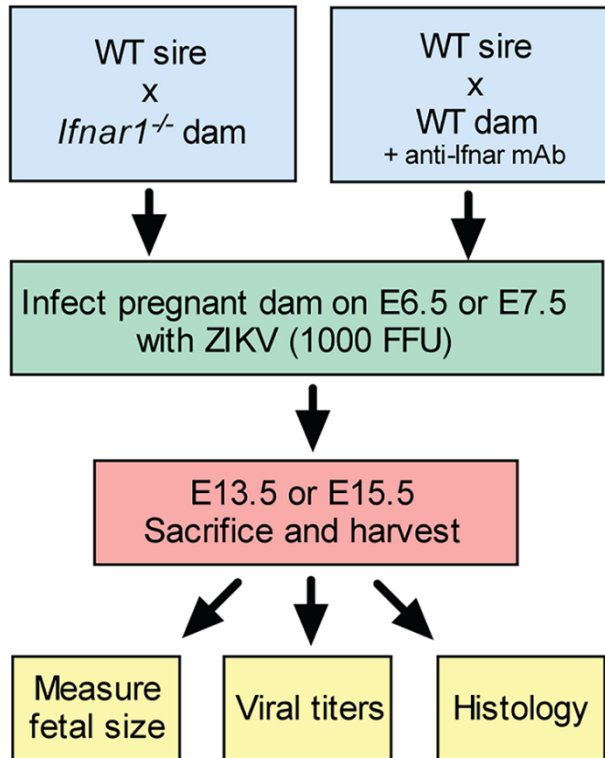 WT sire
x
Ifnar1-/- dam
WT sire
x
WT dam
+ anti-Ifnar mAb
Infect pregnant dam on E6.5 or E7.5
with ZIKV (1000 FFU)
E13.5 or E15.5
Sacrifice and harvest
Measure
fetal size
Viral titers
Histology